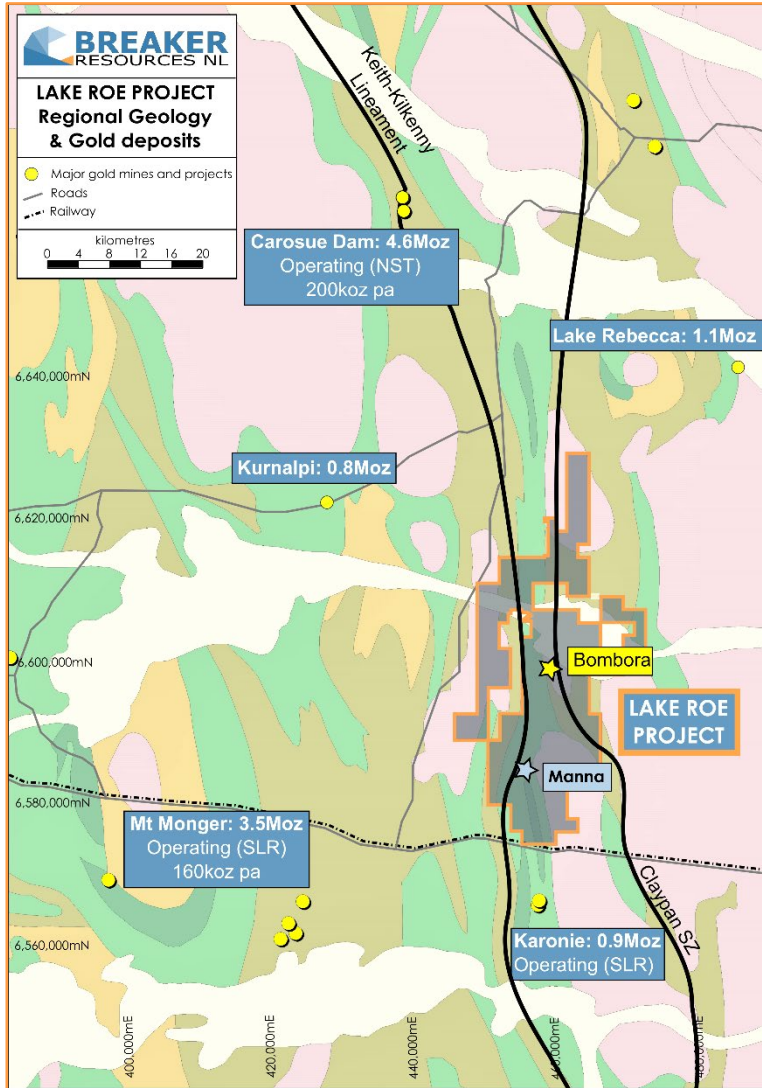 BREAKER
RESOURCES NL
LAKE ROE PROJECT
Regional Geology
& Gold deposits
Major gold mines and projects
Roads
Railway
kilometres
0 4 8 12 16 20
Keith-Kilkenny
Lineament
Carosue Dam: 4.6Moz
Operating (NST)
200koz pa
Lake Rebecca: 1.1Moz
6,640,000mN
Kurnalpi: 0.8Moz
6,620,000mN
6,600,000mN
Bombora
LAKE ROE
PROJECT
Manna
6,580,000mN
Mt Monger: 3.5Moz
Operating (SLR)
160koz pa
Claypan SZ
Karonie: 0.9Moz
Operating (SLR)
6,560,000mN
400,000mE
420,000mE
440,000mE
460,000mE
480,000mE